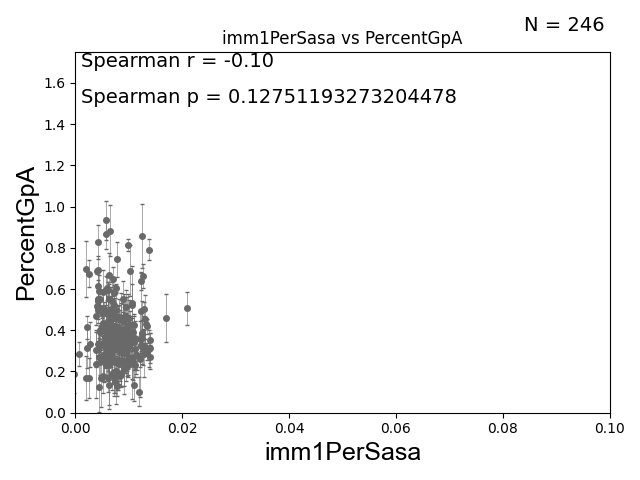 N = 246
imm1PerSasa vs PercentGpA
Spearman r = -0.10
Spearman p = 0.12751193273204478
1.6
1.4
1.2
1.0
0.8
0.6
0.4
0.2
0.0
PercentGpA
0.00 0.02 0.04 0.06 0.08 0.10
imm1PerSasa